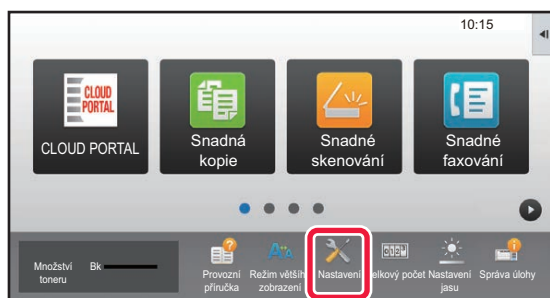 10:15
CLOUD
PORTAL
CLOUD PORTAL
Snadná
kopie
Snadné
skenování
Snadné
faxování
Množství
toneru
Bk
Provozní
příručka
Režim většího
zobrazení
Nastavení
elkový počet
Nastavení
jasu
Správa úlohy